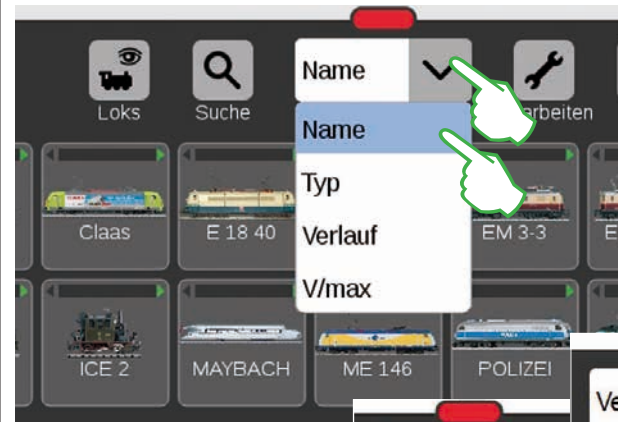 Name
Loks
Suche
arbeiten
Name
Typ
Verlauf
V/max
Claas
E 18 40
EM 3-3
E
ICE 2
MAYBACH
ME 146
POLIZEI
Ve